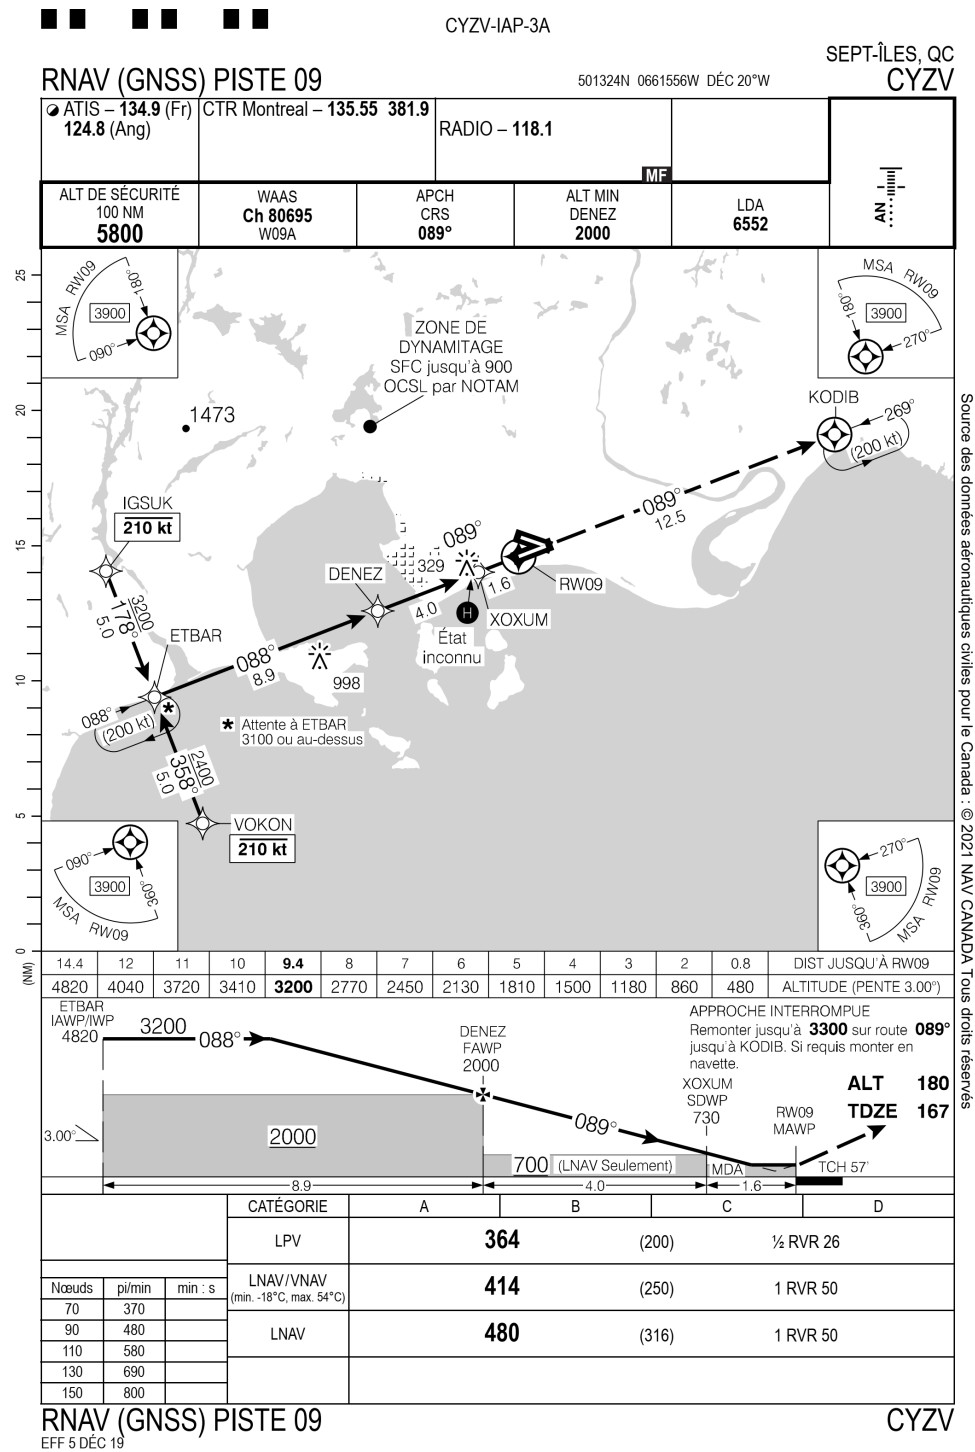 CYZV-IAP-3A
SEPT-ÎLES, QC
RNAV (GNSS) PISTE 09
501324N 0661556W DÉC 20°W
CYZV
ATIS – 134.9 (Fr)
124.8 (Ang)
CTR Montreal – 135.55 381.9
RADIO – 118.1
MF
AN
ALT DE SÉCURITÉ
100 NM
5800
WAAS
Ch 80695
W09A
APCH
CRS
089°
ALT MIN
DENEZ
2000
LDA
6552
MSA RW09
180°
3900
090°
MSA RW09
180°
3900
270°
ZONE DE
DYNAMITAGE
SFC jusqu'à 900
OCSL par NOTAM
1473
KODIB
269°
(200 kt)
IGSUK
210 kt
089°
12.5
089°
329
DENEZ
RW09
1.6
4.0
XOXUM
H
État
inconnu
3200
178°
5.0
ETBAR
088°
8.9
998
088°
(200 kt)
*
* Attente à ETBAR
3100 ou au-dessus
2400
358°
5.0
VOKON
210 kt
090°
3900
360°
MSA RW09
270°
3900
360°
MSA RW09
25
20
15
10
5
0
(NM)
14.4 12 11 10 9.4 8 7 6 5 4 3 2 0.8 DIST JUSQU'À RW09
4820 4040 3720 3410 3200 2770 2450 2130 1810 1500 1180 860 480 ALTITUDE (PENTE 3.00°)
ETBAR
IAWP/IWP
4820
3200
088°
DENEZ
FAWP
2000
APPROCHE INTERROMPUE
Remonter jusqu'à 3300 sur route 089°
jusqu'à KODIB. Si requis monter en
navette.
XOXUM
SDWP
730
ALT 180
TDZE 167
RW09
MAWP
089°
3.00°
2000
700 (LNAV Seulement)
MDA
TCH 57'
8.9
4.0
1.6
CATÉGORIE A B C D
LPV 364 (200) ½ RVR 26
LNAV/VNAV
(min. -18°C, max. 54°C)
414 (250) 1 RVR 50
LNAV 480 (316) 1 RVR 50
Nœuds pi/min min : s
70 370
90 480
110 580
130 690
150 800
RNAV (GNSS) PISTE 09
CYZV
EFF 5 DÉC 19
Source des données aéronautiques civiles pour le Canada : © 2021 NAV CANADA Tous droits réservés